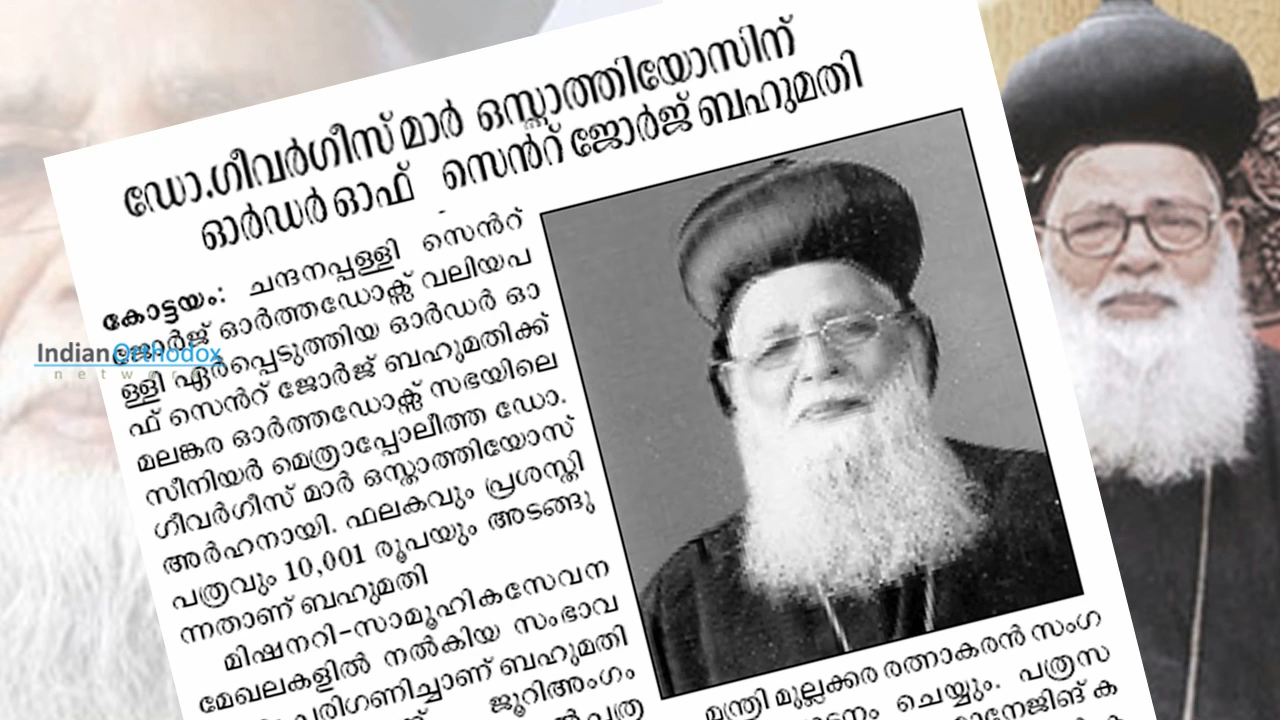 ഡോ.ഗീവർഗീസ് മാർ ഒസ്താത്തിയോസിന്
ഓർഡർ ഓഫ് സെൻറ് ജോർജ് ബഹുമതി
കോട്ടയം: ചന്ദനപ്പള്ളി സെൻറ്
ജോർജ് ഓർത്തഡോക്സ് വലിയപ
ള്ളി ഏർപ്പെടുത്തിയ ഓർഡർ ഓ
ഫ് സെൻറ് ജോർജ് ബഹുമതിക്ക്
മലങ്കര ഓർത്തഡോക്സ് സഭയിലെ
സീനിയർ മെത്രാപ്പോലീത്ത ഡോ.
ഗീവർഗീസ് മാർ ഒസ്താത്തിയോസ്
അർഹനായി. ഫലകവും പ്രശസ്തി
പത്രവും 10,001 രൂപയും അടങ്ങു
ന്നതാണ് ബഹുമതി
മിഷനറി-സാമൂഹികസേവന
മേഖലകളിൽ നൽകിയ സംഭാവ
പരിഗണിച്ചാണ് ബഹുമതി
ജൂറിഅംഗം
മന്ത്രി മുല്ലക്കര രത്നാകരൻ സംഗ
ചെയ്യും. പത്രസ
IndianOrthodox
network